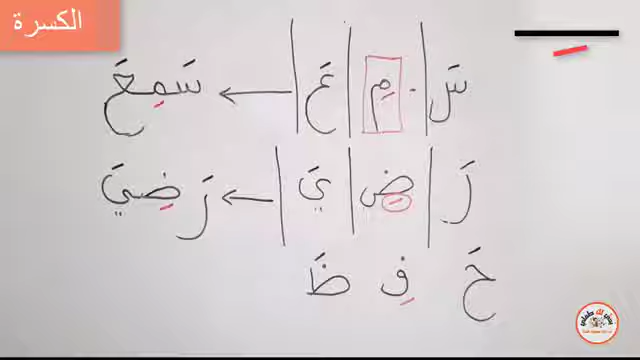 الكسرة
سَ مِ عَ ← سَمِعَ
رَ ضِ يَ ← رَضِيَ
حَ فِ ظَ